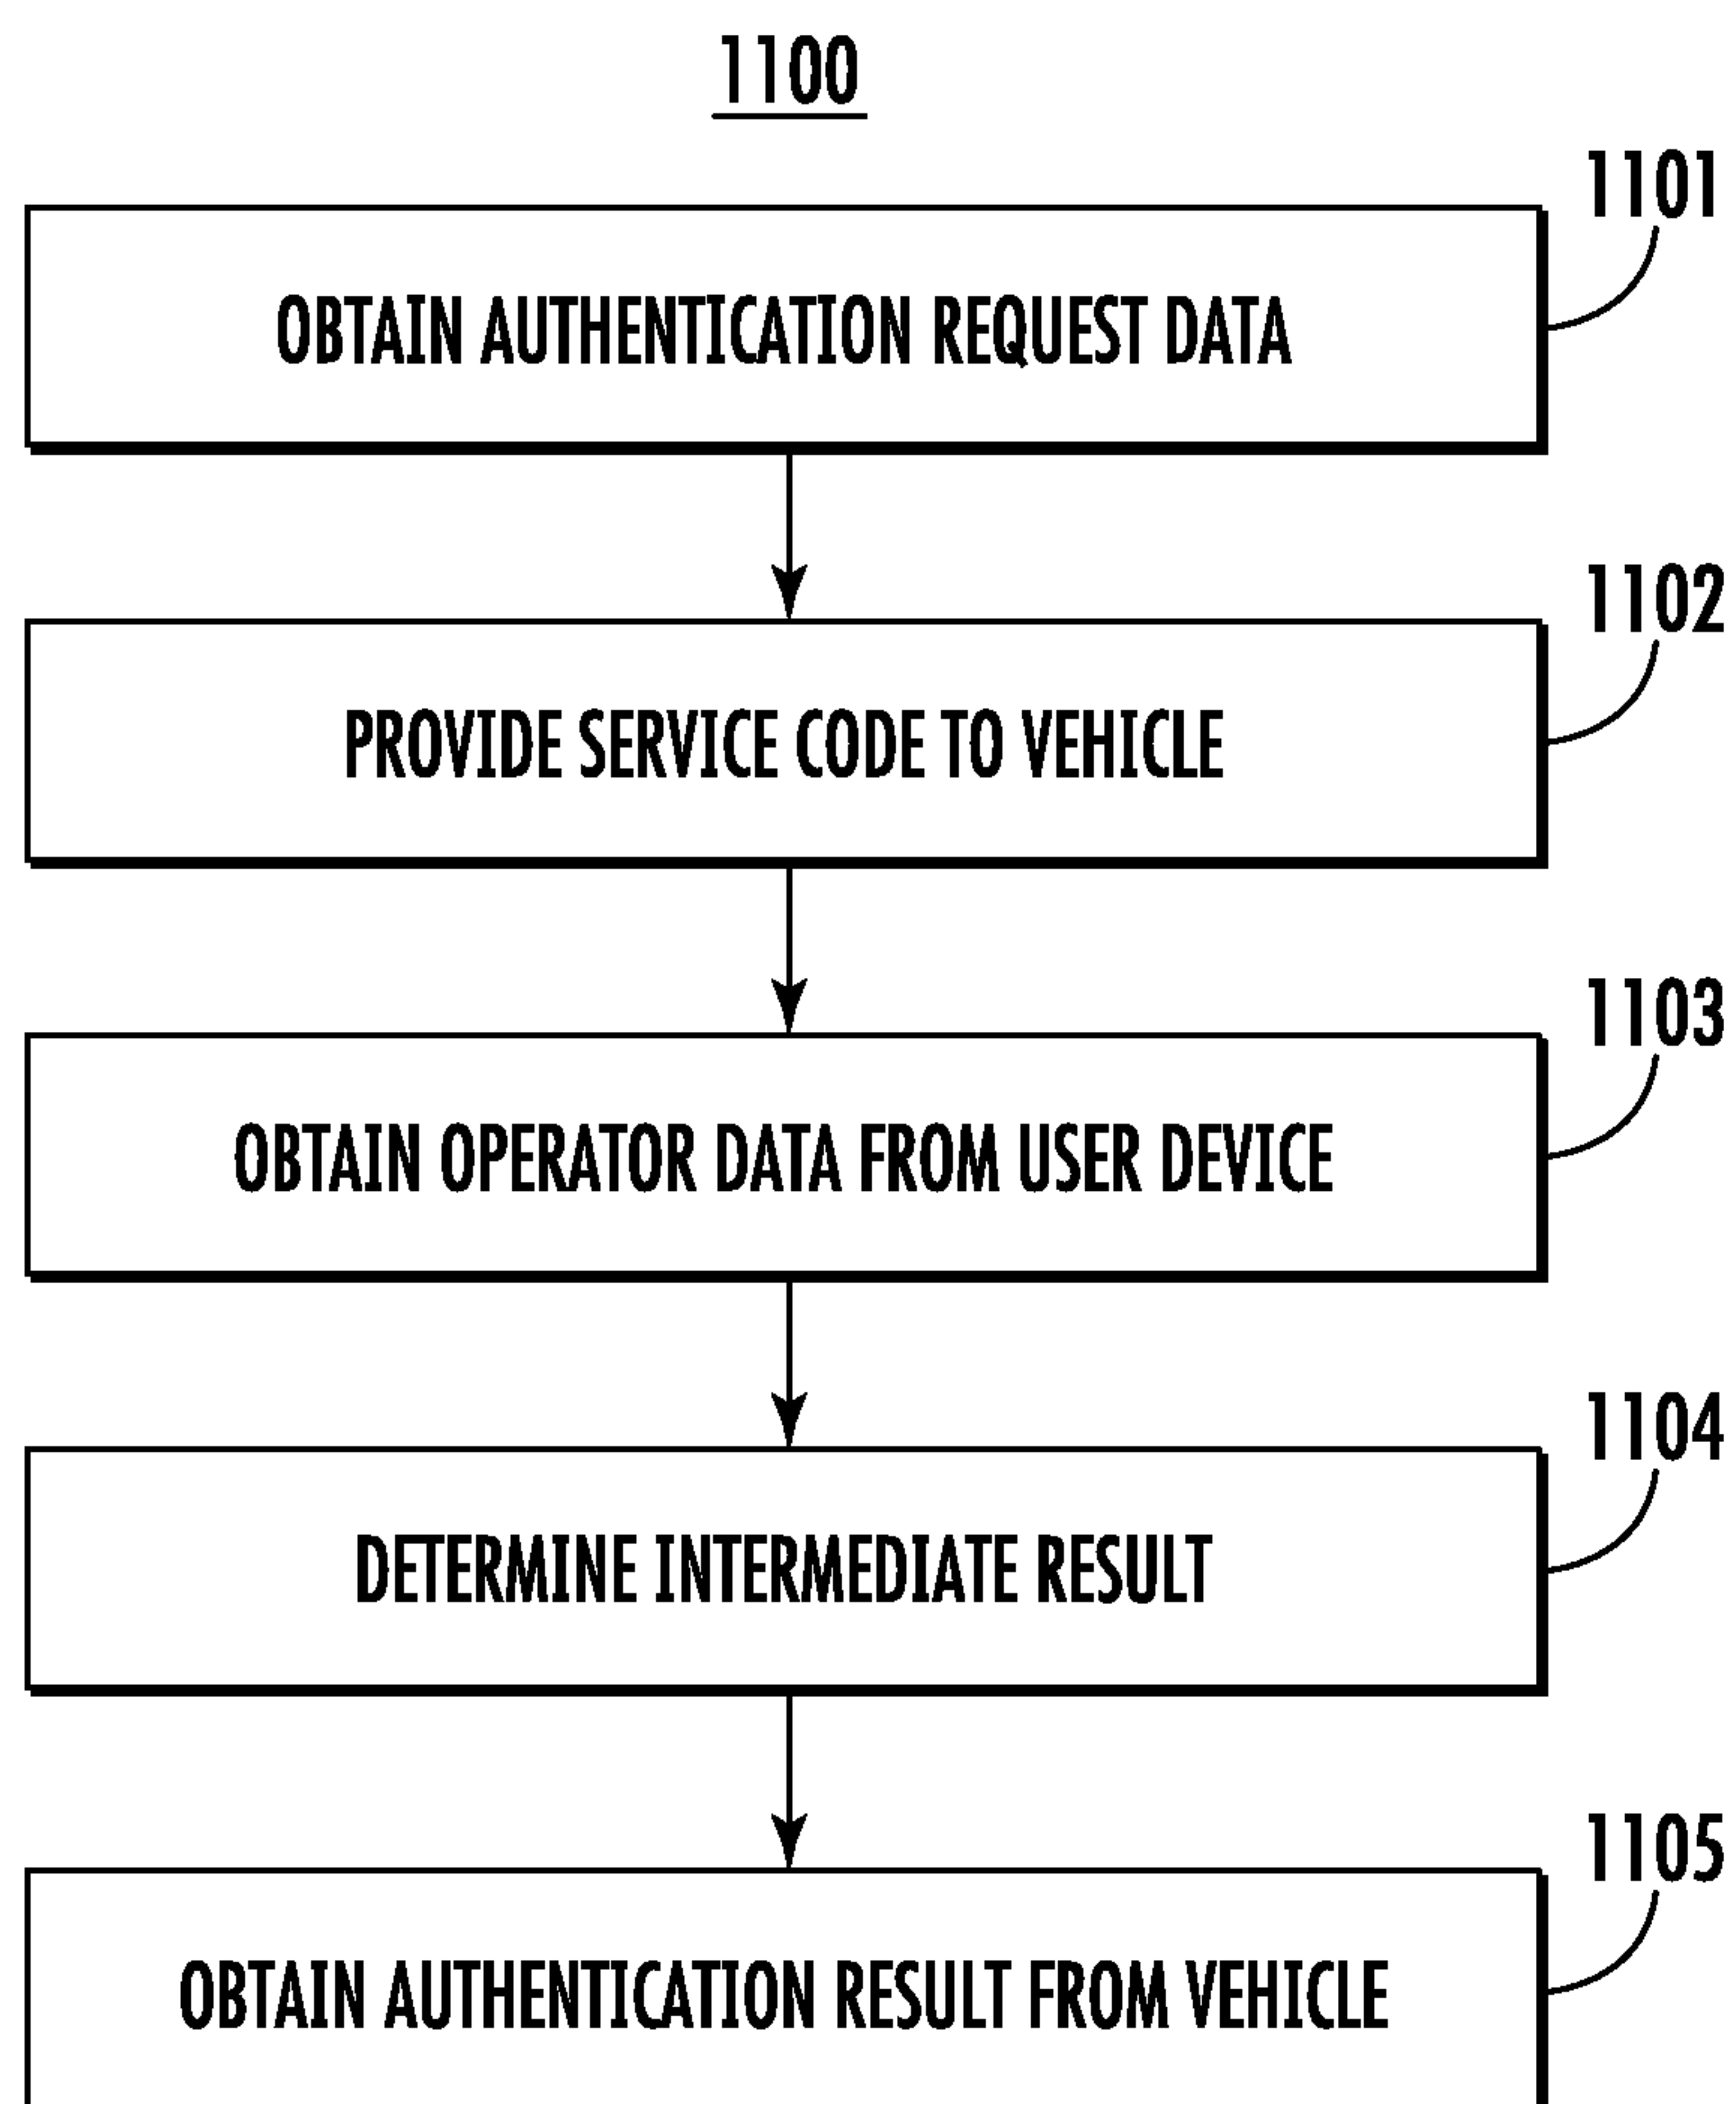 1100
1101
OBTAIN AUTHENTICATION REQUEST DATA
1102
PROVIDE SERVICE CODE TO VEHICLE
1103
OBTAIN OPERATOR DATA FROM USER DEVICE
1104
DETERMINE INTERMEDIATE RESULT
1105
OBTAIN AUTHENTICATION RESULT FROM VEHICLE